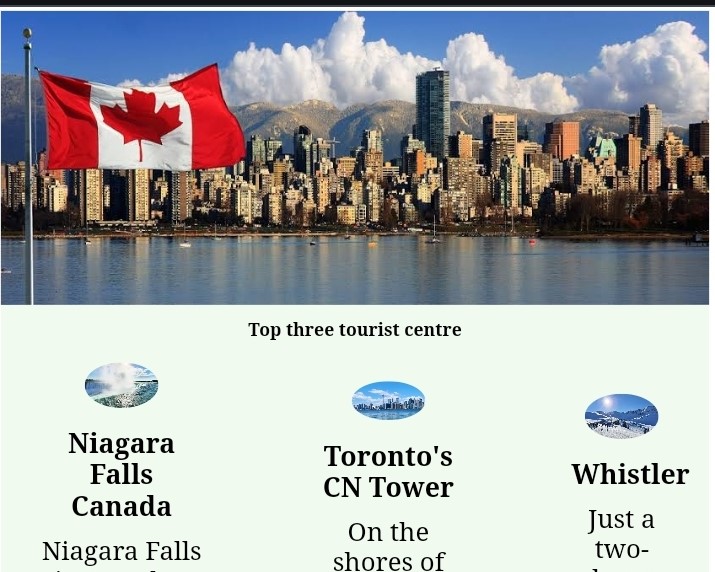 Top three tourist centre
Niagara
Falls
Canada
Niagara Falls
Toronto's
CN Tower
On the
shores of
Whistler
Just a
two-